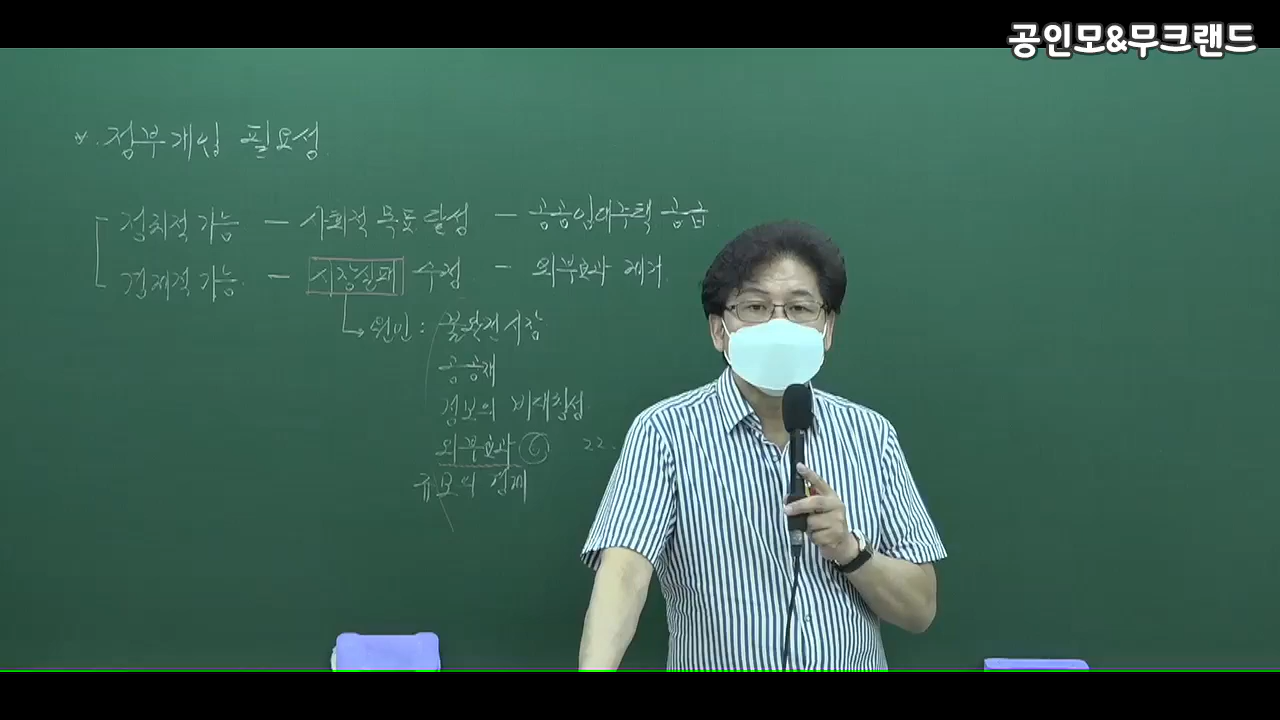 공인모&무크랜드
* 정부개입 필요성
정치적 기능 - 사회적 목표 달성 - 공공임대주택 공급
경제적 기능 - 시장실패 수정 - 외부효과 제거
원인 : 불완전시장
공공재
정보의 비대칭성
외부효과 ⑥ 22.
규모의 경제